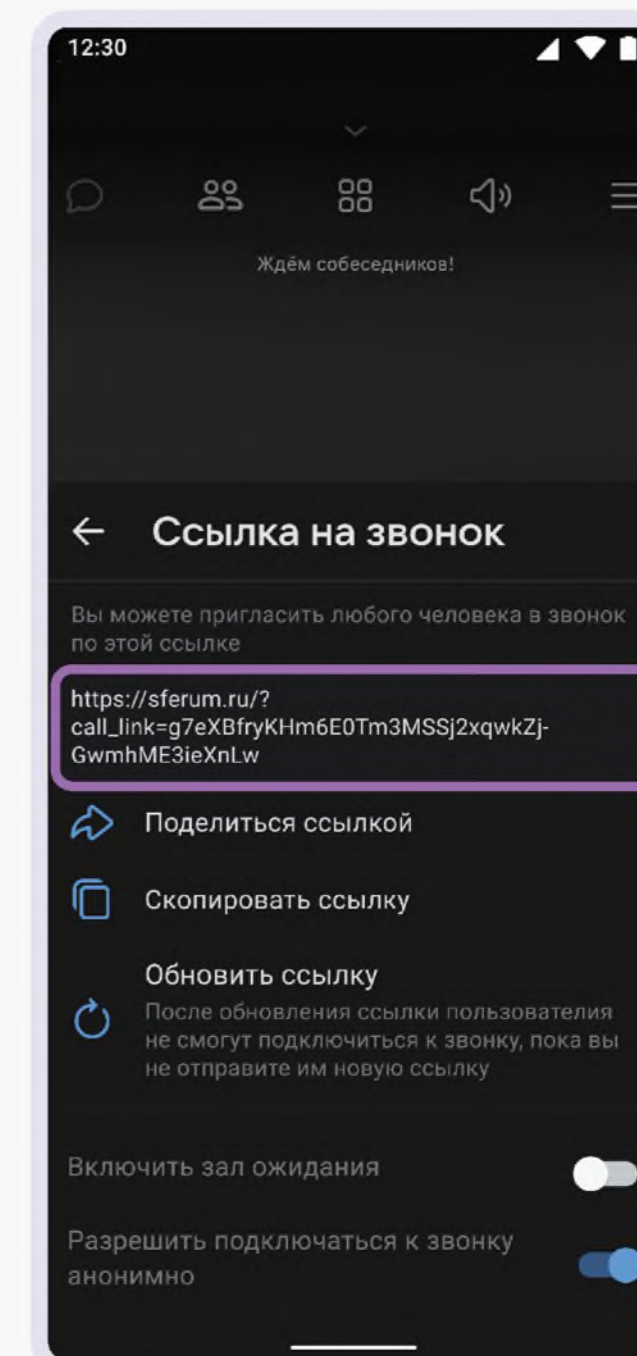 12:30
Ждём собеседников!
Ссылка на звонок
Вы можете пригласить любого человека в звонок
по этой ссылке
https://sferum.ru/?
call_link=g7eXBfryKHm6E0Tm3MSSj2xqwkZj-
GwmhME3ieXnLw
Поделиться ссылкой
Скопировать ссылку
Обновить ссылку
После обновления ссылки пользователия
не смогут подключиться к звонку, пока вы
не отправите им новую ссылку
Включить зал ожидания
Разрешить подключаться к звонку
анонимно